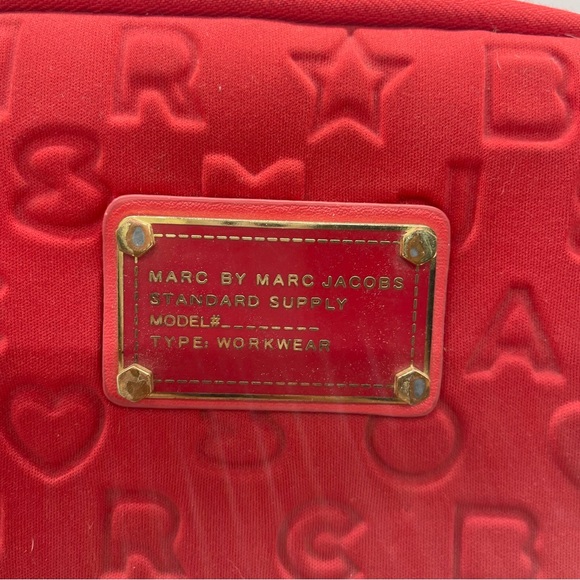 R ★ B
S M J
MARC BY MARC JACOBS
STANDARD SUPPLY
MODEL#_________
TYPE: WORKWEAR
A
♥ B S O
R ★ C B